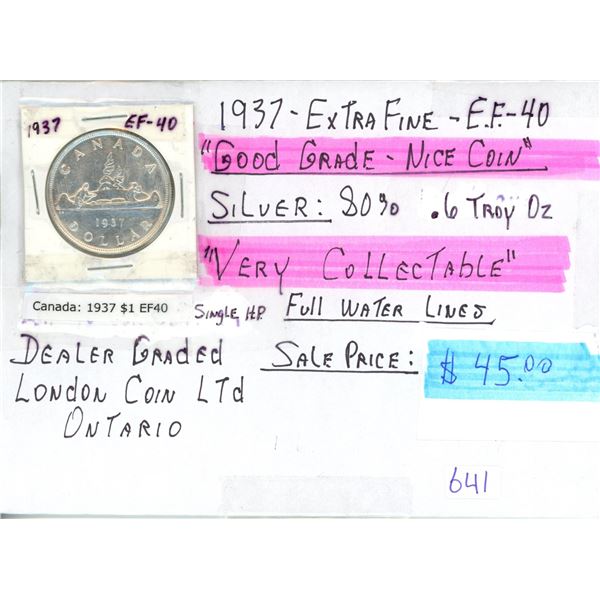 1937 EF-40
CANADA
1937
DOLLAR
Canada: 1937 $1 EF40
1937 - EXTRA FINE - E.F.-40
"GOOD GRADE - NICE COIN"
SILVER: 80% .6 TROY OZ
"VERY COLLECTABLE"
SINGLE H.P. FULL WATER LINES
DEALER GRADED
LONDON COIN LTD
ONTARIO
SALE PRICE: $45.00
641